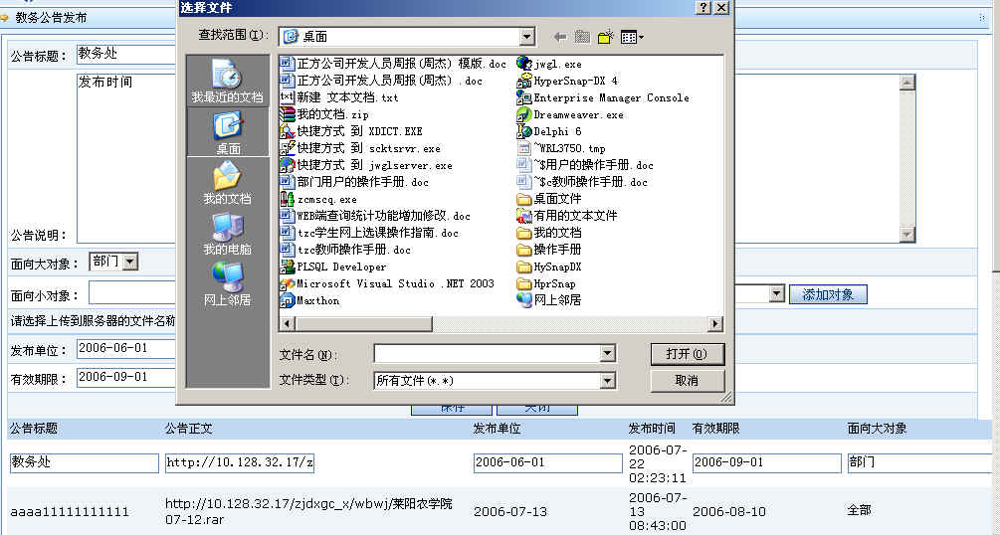 选择文件
教务公告发布
查找范围(I):
桌面
公告标题:
教务处
发布时间
我最近的文档
桌面
我的文档
我的电脑
网上邻居
正方公司开发人员周报(周杰) 模版.doc
正方公司开发人员周报(周杰) .doc
新建 文本文档.txt
我的文档.zip
快捷方式 到 XDICT.EXE
快捷方式 到 scktsrvr.exe
快捷方式 到 jwglserver.exe
部门用户的操作手册.doc
zcmscq.exe
WEB端查询统计功能增加修改.doc
tzc学生网上选课操作指南.doc
tzc教师操作手册.doc
PLSQL Developer
Microsoft Visual Studio .NET 2003
Maxthon
jwgl.exe
HyperSnap-DX 4
Enterprise Manager Console
Dreamweaver.exe
Delphi 6
~WRL3750.tmp
~$用户的操作手册.doc
~$c教师操作手册.doc
桌面文件
有用的文本文件
我的文档
操作手册
HySnapDX
HprSnap
网上邻居
公告说明:
面向大对象:
部门
面向小对象:
添加对象
请选择上传到服务器的文件名称
发布单位:
2006-06-01
有效期限:
2006-09-01
文件名(N):
打开(O)
文件类型(T):
所有文件(*.*)
取消
保存
关闭
公告标题 公告正文 发布单位 发布时间 有效期限 面向大对象
教务处 http://10.128.32.17/z 2006-06-01 2006-07-22 02:23:11 2006-09-01 部门
aaaa11111111111 http://10.128.32.17/zjdxgc_x/wbwj/莱阳农学院07-12.rar 2006-07-13 2006-07-13 08:43:00 2006-08-10 全部